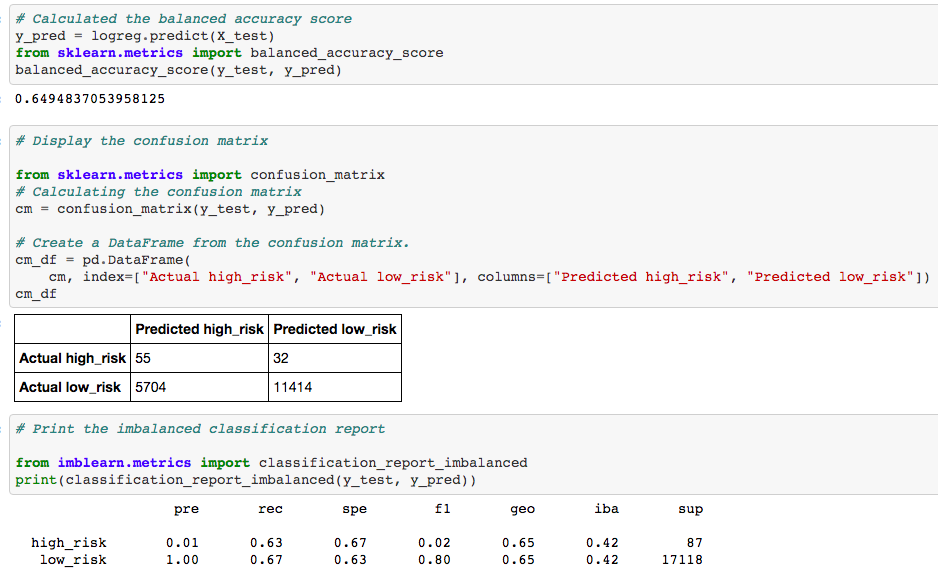 # Calculated the balanced accuracy score
y_pred = logreg.predict(X_test)
from sklearn.metrics import balanced_accuracy_score
balanced_accuracy_score(y_test, y_pred)
0.6494837053958125
# Display the confusion matrix
from sklearn.metrics import confusion_matrix
# Calculating the confusion matrix
cm = confusion_matrix(y_test, y_pred)
# Create a DataFrame from the confusion matrix.
cm_df = pd.DataFrame(
    cm, index=["Actual high_risk", "Actual low_risk"], columns=["Predicted high_risk", "Predicted low_risk"])
cm_df
Predicted high_risk Predicted low_risk
Actual high_risk 55 32
Actual low_risk 5704 11414
# Print the imbalanced classification report
from imblearn.metrics import classification_report_imbalanced
print(classification_report_imbalanced(y_test, y_pred))
pre rec spe f1 geo iba sup
high_risk 0.01 0.63 0.67 0.02 0.65 0.42 87
low_risk 1.00 0.67 0.63 0.80 0.65 0.42 17118